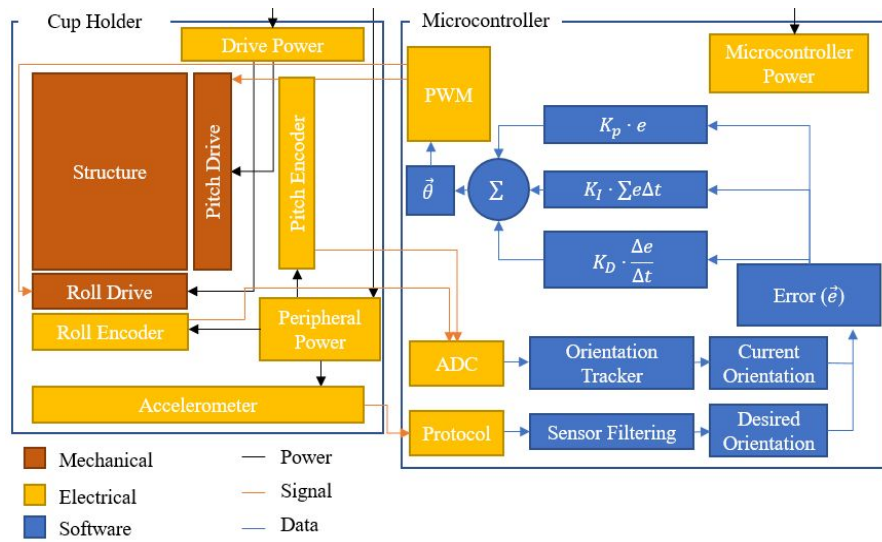 Cup Holder
Microcontroller
Drive Power
Structure
Pitch Drive
Pitch Encoder
Roll Drive
Roll Encoder
Peripheral
Power
Accelerometer
Microcontroller
Power
PWM
K_p · e
θ⃗
Σ
K_I · ∑eΔt
K_D · Δe/Δt
Error (e⃗)
ADC
Orientation
Tracker
Current
Orientation
Protocol
Sensor Filtering
Desired
Orientation
Mechanical
Electrical
Software
Power
Signal
Data